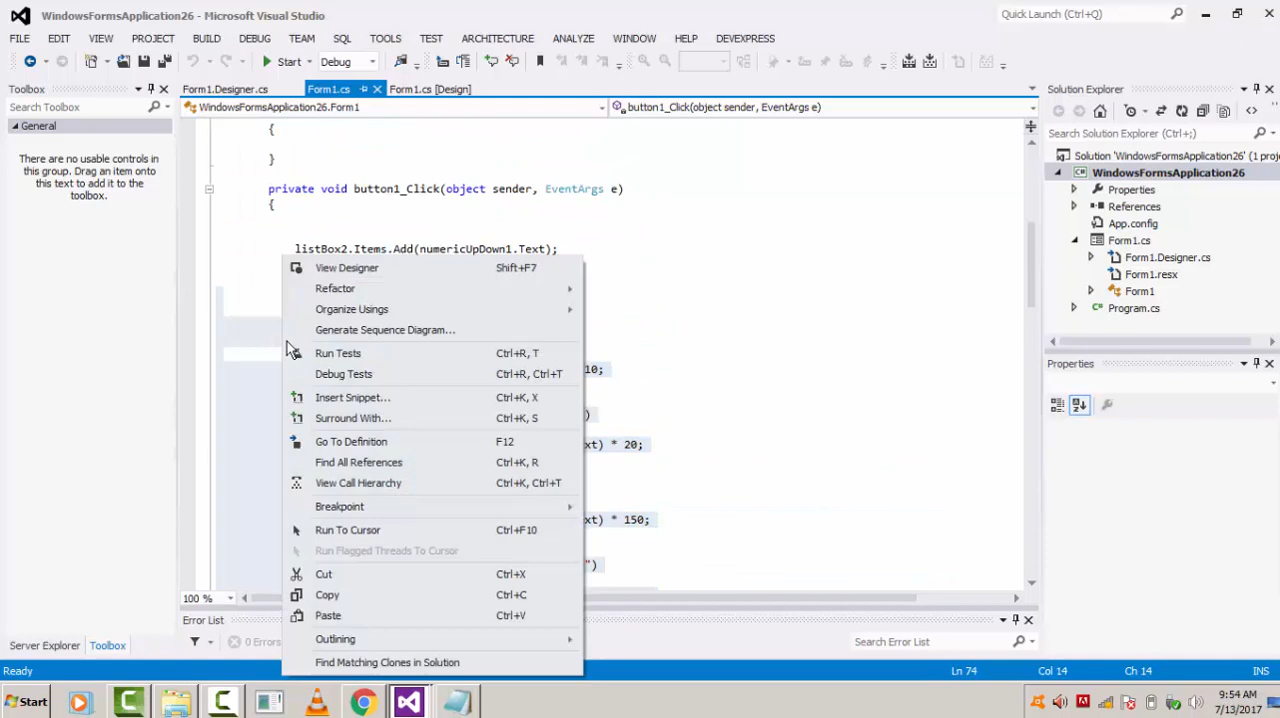 WindowsFormsApplication26 - Microsoft Visual Studio
Quick Launch (Ctrl+Q)
FILE EDIT VIEW PROJECT BUILD DEBUG TEAM SQL TOOLS TEST ARCHITECTURE ANALYZE WINDOW HELP DEVEXPRESS
Start Debug
Toolbox
Form1.Designer.cs Form1.cs Form1.cs [Design]
Solution Explorer
Search Toolbox
WindowsFormsApplication26.Form1
button1_Click(object sender, EventArgs e)
General
There are no usable controls in
this group. Drag an item onto
this text to add it to the
toolbox.
{
}
private void button1_Click(object sender, EventArgs e)
{
listBox2.Items.Add(numericUpDown1.Text);
10;
)
xt) * 20;
xt) * 150;
")
View Designer Shift+F7
Refactor
Organize Usings
Generate Sequence Diagram...
Run Tests Ctrl+R, T
Debug Tests Ctrl+R, Ctrl+T
Insert Snippet... Ctrl+K, X
Surround With... Ctrl+K, S
Go To Definition F12
Find All References Ctrl+K, R
View Call Hierarchy Ctrl+K, Ctrl+T
Breakpoint
Run To Cursor Ctrl+F10
Run Flagged Threads To Cursor
Cut Ctrl+X
Copy Ctrl+C
Paste Ctrl+V
Outlining
Find Matching Clones in Solution
Search Solution Explorer (Ctrl+;)
Solution 'WindowsFormsApplication26' (1 proj
WindowsFormsApplication26
Properties
References
App.config
Form1.cs
Form1.Designer.cs
Form1.resx
Form1
Program.cs
Properties
100 %
Error List
0 Errors
Search Error List
Server Explorer Toolbox
Ready
Ln 74 Col 14 Ch 14 INS
Start
9:54 AM
7/13/2017